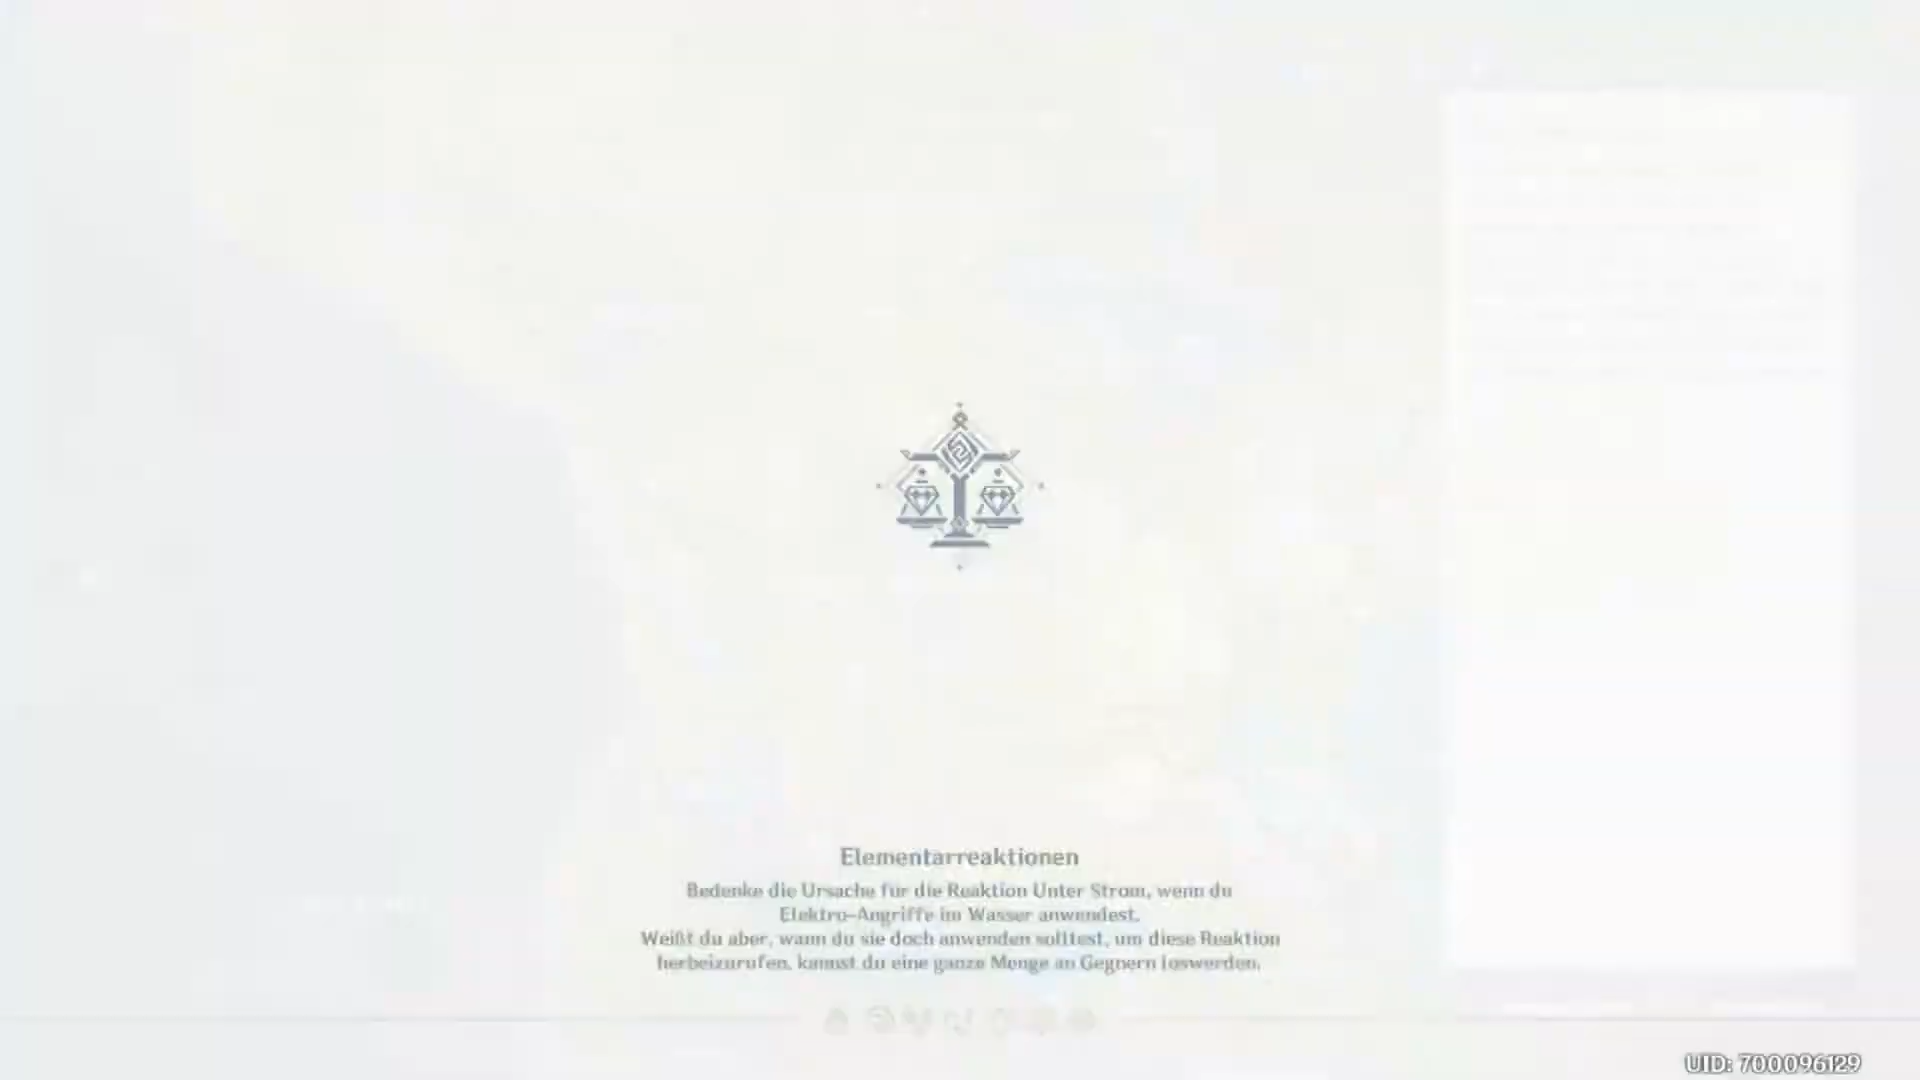 Elementarreaktionen
Bedenke die Ursache für die Reaktion Unter Strom, wenn du
Elektro-Angriffe im Wasser anwendest.
Weißt du aber, wann du sie doch anwenden solltest, um diese Reaktion
herbeizurufen, kannst du eine ganze Menge an Gegnern loswerden.
UID: 700096129